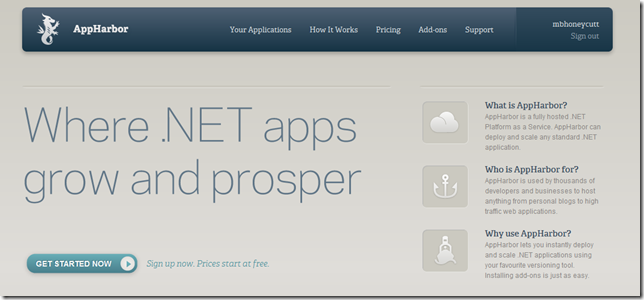 AppHarbor
Your Applications How It Works Pricing Add-ons Support
mbhoneycutt
Sign out
Where .NET apps
grow and prosper
GET STARTED NOW
Sign up now. Prices start at free.
What is AppHarbor?
AppHarbor is a fully hosted .NET
Platform as a Service. AppHarbor can
deploy and scale any standard .NET
application.
Who is AppHarbor for?
AppHarbor is used by thousands of
developers and businesses to host
anything from personal blogs to high
traffic web applications.
Why use AppHarbor?
AppHarbor lets you instantly deploy
and scale .NET applications using
your favourite versioning tool.
Installing add-ons is just as easy.